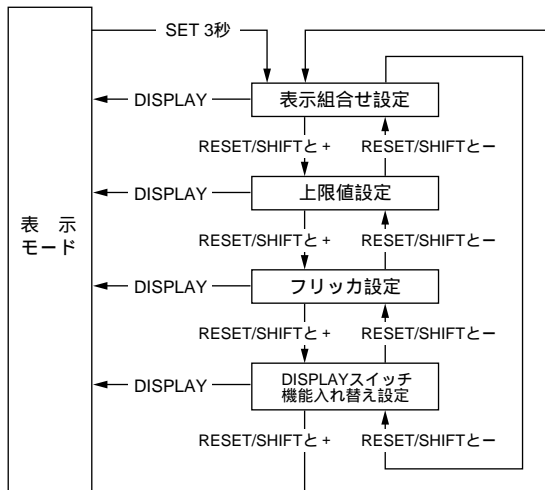 SET 3秒
表示組合せ設定
DISPLAY
RESET/SHIFTと＋ RESET/SHIFTとー
上限値設定
DISPLAY
表 示
モード
RESET/SHIFTと＋ RESET/SHIFTとー
フリッカ設定
DISPLAY
RESET/SHIFTと＋ RESET/SHIFTとー
DISPLAYスイッチ
機能入れ替え設定
DISPLAY
RESET/SHIFTと＋ RESET/SHIFTとー